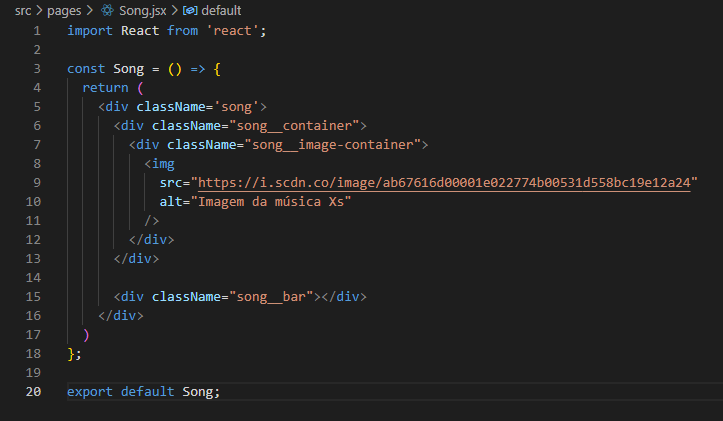 src > pages > Song.jsx > default
1 import React from 'react';
2
3 const Song = () => {
4   return (
5     <div className='song'>
6       <div className="song__container">
7         <div className="song__image-container">
8           <img
9             src="https://i.scdn.co/image/ab67616d00001e022774b00531d558bc19e12a24"
10             alt="Imagem da música Xs"
11           />
12         </div>
13       </div>
14
15       <div className="song__bar"></div>
16     </div>
17   )
18 };
19
20 export default Song;